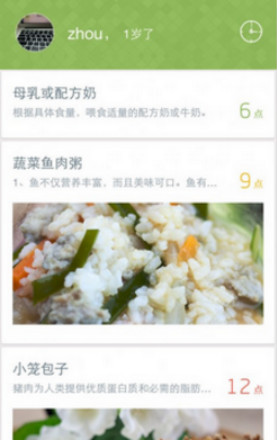 zhou， 1岁了
母乳或配方奶
根据具体食量，喂食适量的配方奶或牛奶。
6点
蔬菜鱼肉粥
1、鱼不仅营养丰富，而且美味可口。鱼有...
9点
小笼包子
猪肉为人类提供优质蛋白质和必需的脂肪...
12点